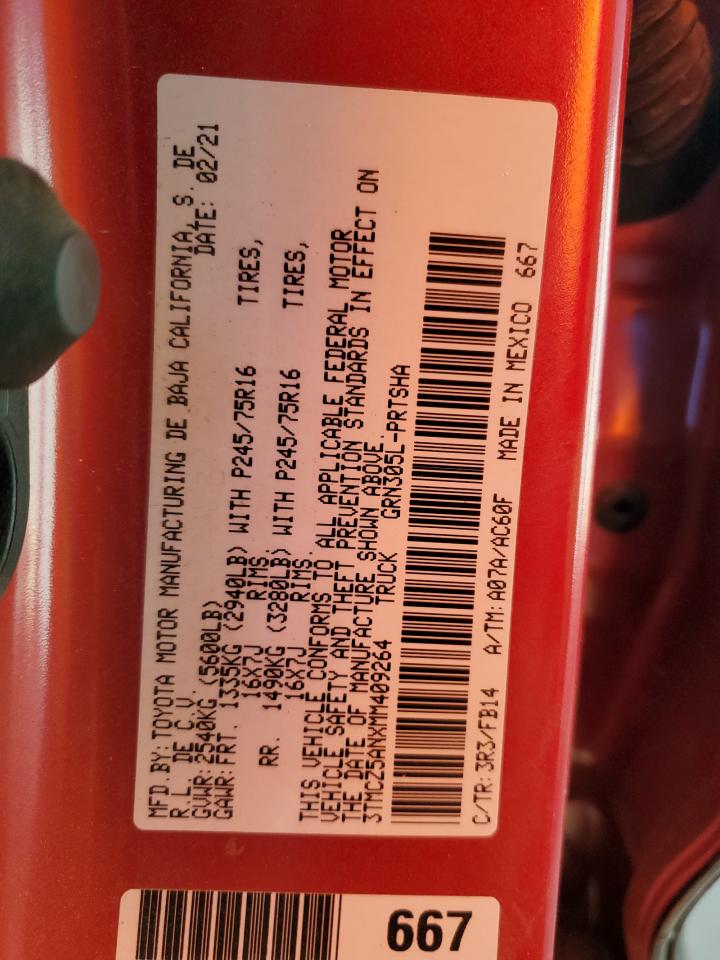 MFD.BY:TOYOTA MOTOR MANUFACTURING DE BAJA CALIFORNIA, S. DE
R.L. DE C.V. DATE: 02/21
GVWR:2540KG(5600LB)
GAWR:FRT. 1335KG (2940LB) WITH P245/75R16 TIRES,
16X7J RIMS
RR. 1490KG (3280LB) WITH P245/75R16 TIRES,
16X7J RIMS.
THIS VEHICLE CONFORMS TO ALL APPLICABLE FEDERAL MOTOR
VEHICLE SAFETY AND THEFT PREVENTION STANDARDS IN EFFECT ON
THE DATE OF MANUFACTURE SHOWN ABOVE.
3TMCZ5ANXMM409264 TRUCK GRN305L-PRTSHA
C/TR:3R3/FB14 A/TM:A07A/AC60F MADE IN MEXICO 667
667